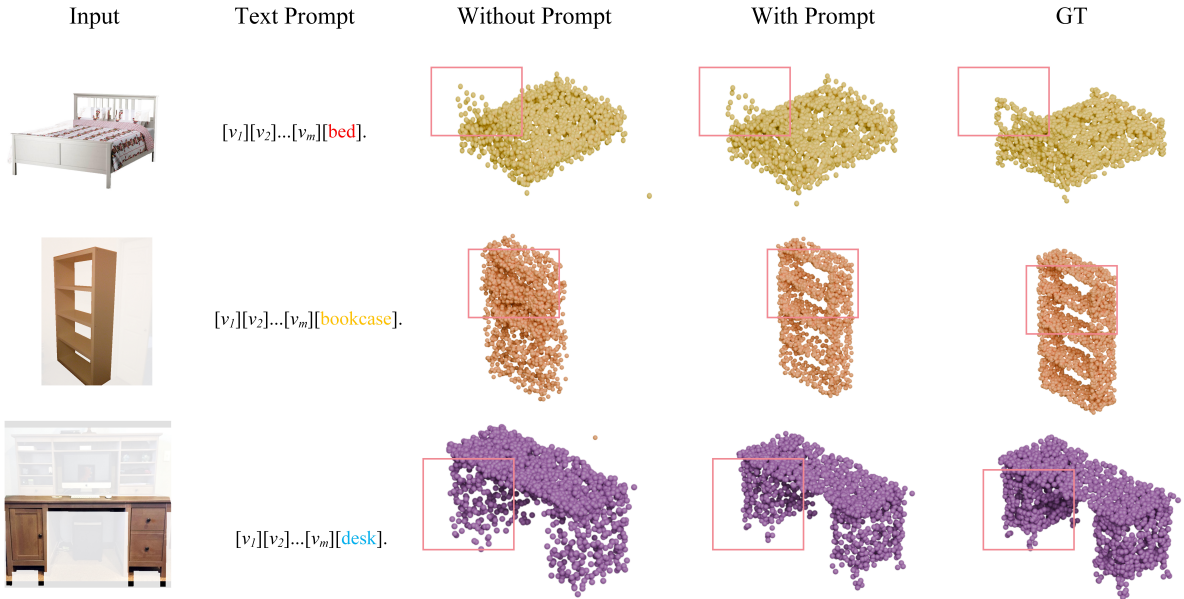 Input Text Prompt Without Prompt With Prompt GT
[v1][v2]...[vm][bed].
[v1][v2]...[vm][bookcase].
[v1][v2]...[vm][desk].